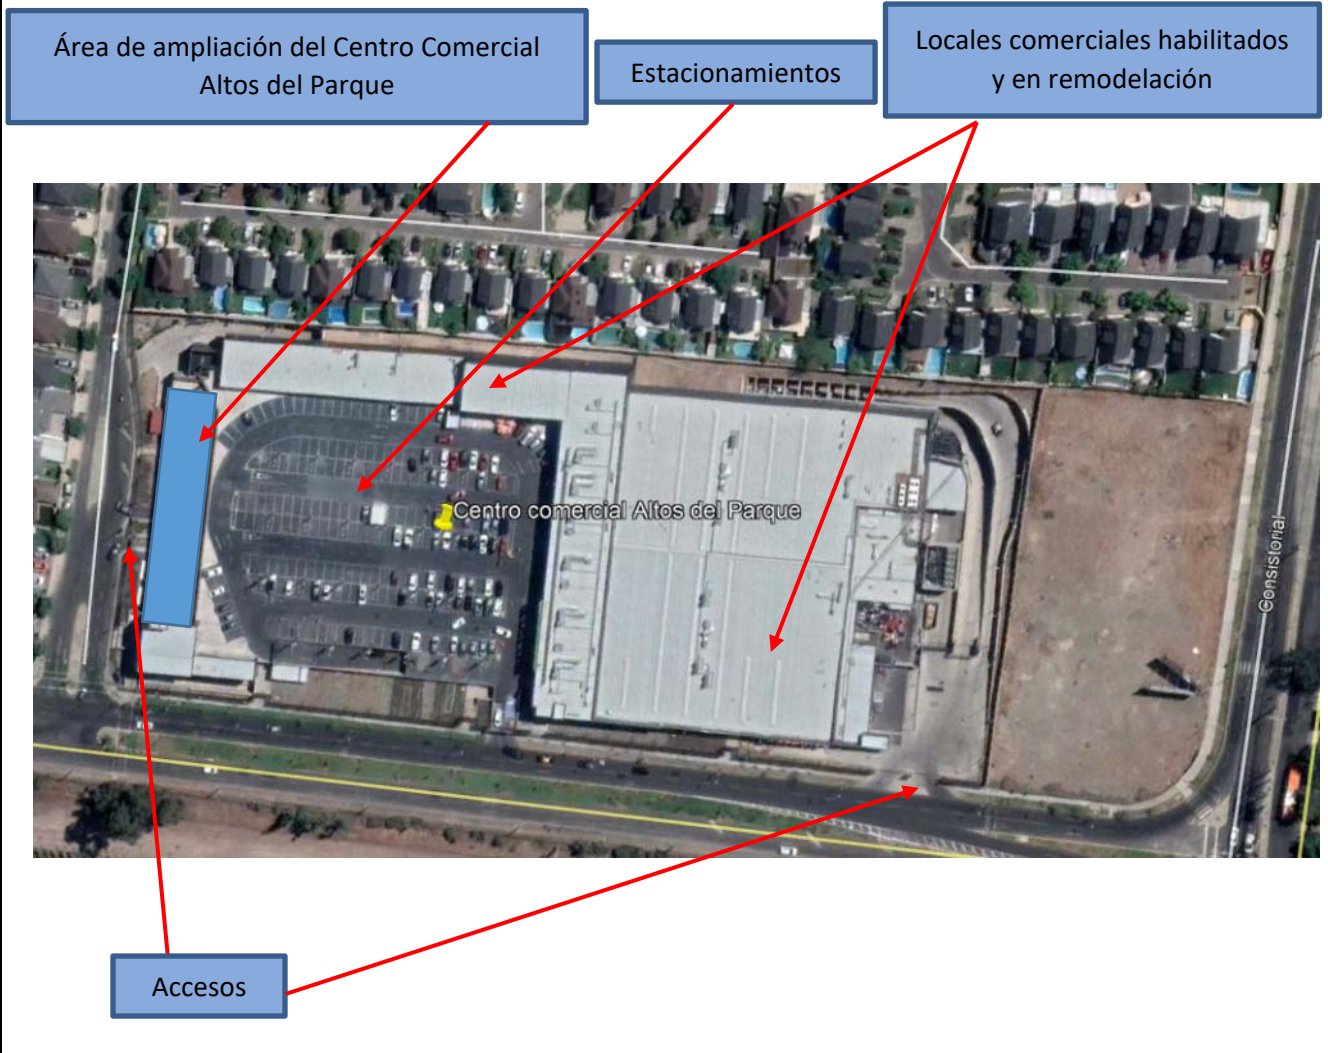 Área de ampliación del Centro Comercial
Altos del Parque
Estacionamientos
Locales comerciales habilitados
y en remodelación
Centro comercial Altos del Parque
Consistorial
Accesos